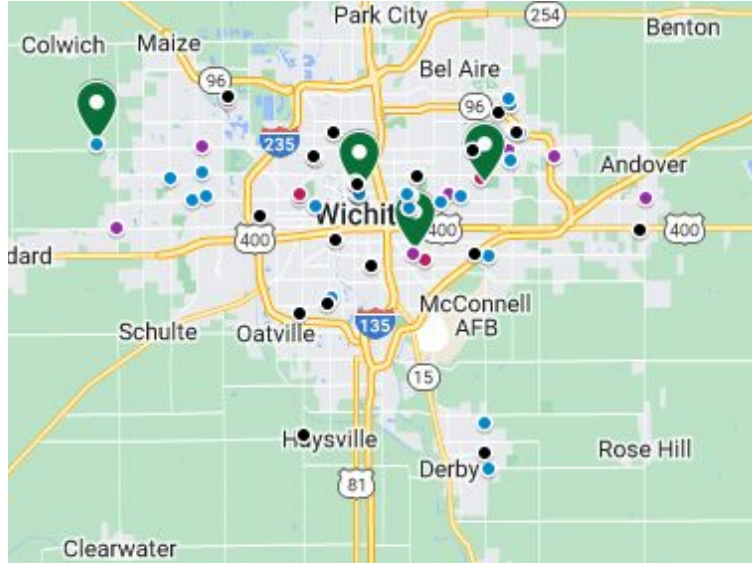 Park City
254
Benton
Colwich
Maize
Bel Aire
96
96
235
Andover
Wichit
400
400
400
dard
McConnell
AFB
135
Schulte
Oatville
15
Haysville
Rose Hill
Derby
81
Clearwater